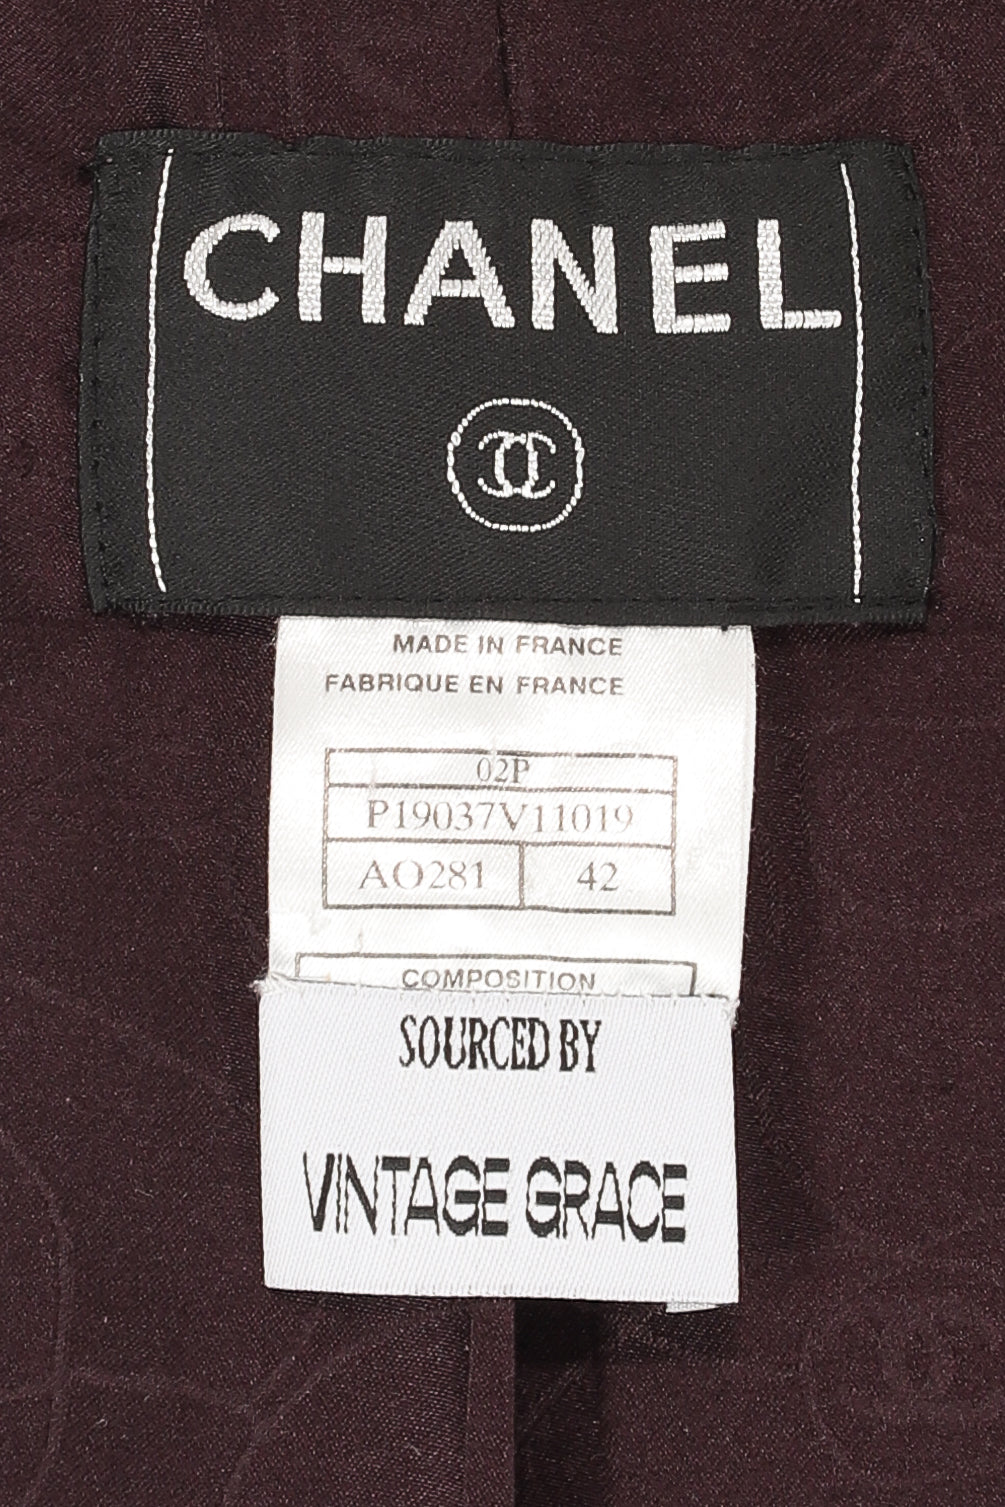 CHANEL
MADE IN FRANCE
FABRIQUE EN FRANCE
02P
P19037V11019
AO281 42
COMPOSITION
SOURCED BY
VINTAGE GRACE